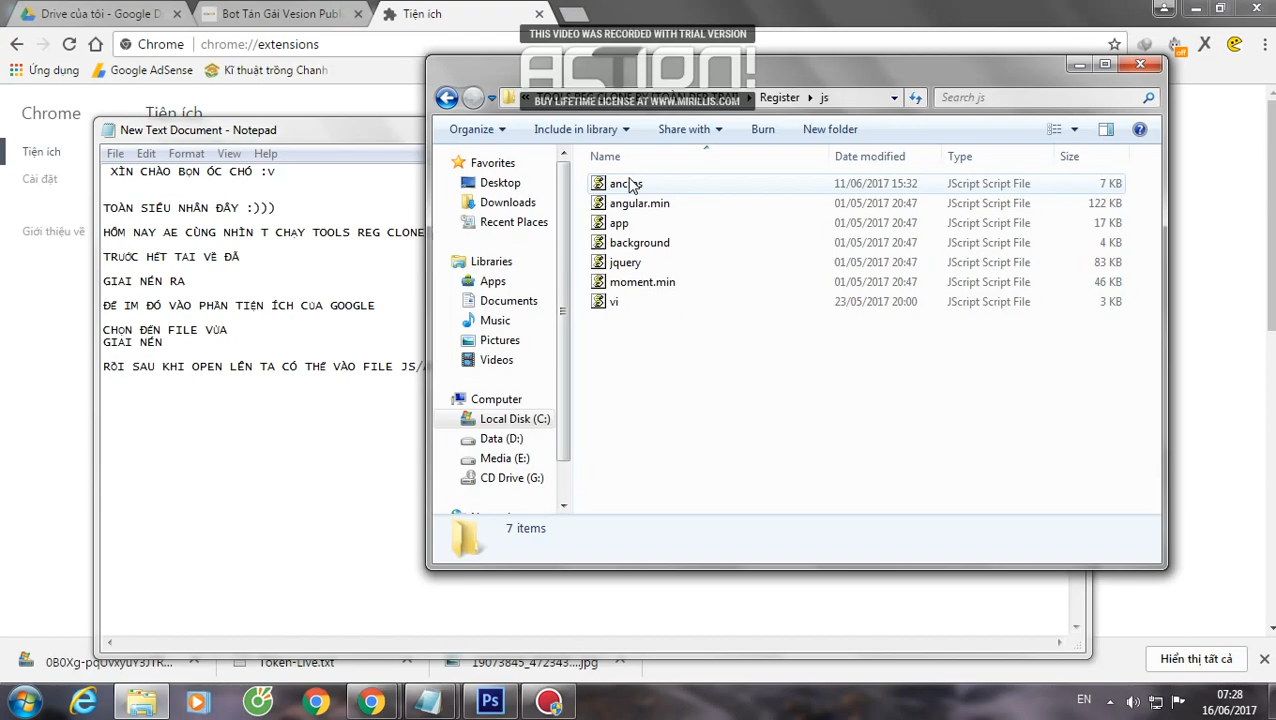 Drive của tôi - Google D
Bot Tán Gái Vesion Publ
Tiện ích
Chrome
chrome://extensions
Ứng dụng
Google AdSense
Kĩ thuật trồng Chanh
THIS VIDEO WAS RECORDED WITH TRIAL VERSION
ACTION!
BUY LIFETIME LICENSE AT WWW.MIRILLIS.COM
Chrome
Tiện ích
Tiện ích
Cài đặt
Giới thiệu về
New Text Document - Notepad
File Edit Format View Help
XÌN CHÀO BỌN ÓC CHÓ :v
TOÀN SIÊU NHÂN ĐÂY :)))
HÔM NAY AE CÙNG NHÌN T CHẠY TOOLS REG CLONE
TRƯỚC HẾT TAI VỀ ĐÃ
GIAI NÉN RA
ĐỂ IM ĐÓ VÀO PHẦN TIỆN ÍCH CỦA GOOGLE
CHỌN ĐẾN FILE VỪA
GIAI NÉN
RỒI SAU KHI OPEN LÊN TA CÓ THỂ VÀO FILE JS/
Register
js
Search js
Organize
Include in library
Share with
Burn
New folder
Favorites
Desktop
Downloads
Recent Places
Libraries
Apps
Documents
Music
Pictures
Videos
Computer
Local Disk (C:)
Data (D:)
Media (E:)
CD Drive (G:)
Name Date modified Type Size
11/06/2017 15:32 JScript Script File 7 KB
angular.min 01/05/2017 20:47 JScript Script File 122 KB
app 01/05/2017 20:47 JScript Script File 17 KB
background 01/05/2017 20:47 JScript Script File 4 KB
jquery 01/05/2017 20:47 JScript Script File 83 KB
moment.min 01/05/2017 20:47 JScript Script File 46 KB
vi 23/05/2017 20:00 JScript Script File 3 KB
7 items
Token-Live.txt
19073845_472343....jpg
Hiển thị tất cả
Ps
EN
07:28
16/06/2017